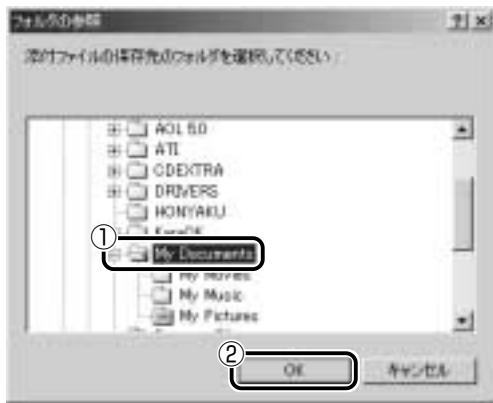 フォルダの参照
? ×
添付ファイルの保存先のフォルダを選択してください:
AOL 5.0
ATI
CDEXTRA
DRIVERS
HONYAKU
①
KaraOK
My Documents
My Movies
My Music
My Pictures
②
OK キャンセル